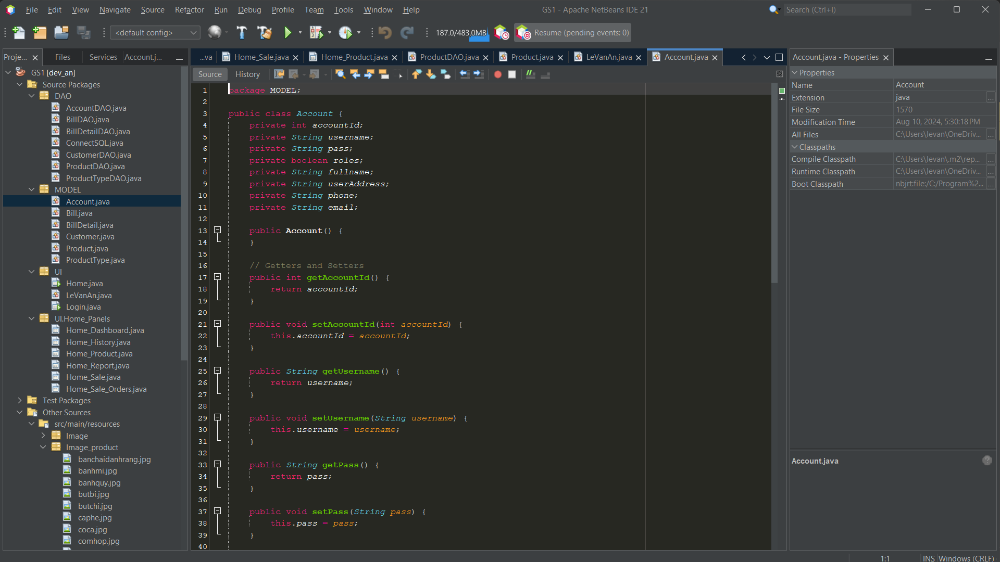 File Edit View Navigate Source Refactor Run Debug Profile Team Tools Window Help
GS1 - Apache NetBeans IDE 21
Search (Ctrl+I)
<default config>
187.0/483.0MB
Resume (pending events: 0)
Proje...
Files
Services
Account.j...
GS1 [dev_an]
Source Packages
DAO
AccountDAO.java
BillDAO.java
BillDetailDAO.java
ConnectSQL.java
CustomerDAO.java
ProductDAO.java
ProductTypeDAO.java
MODEL
Account.java
Bill.java
BillDetail.java
Customer.java
Product.java
ProductType.java
UI
Home.java
LeVanAn.java
Login.java
UI.Home_Panels
Home_Dashboard.java
Home_History.java
Home_Product.java
Home_Report.java
Home_Sale.java
Home_Sale_Orders.java
Test Packages
Other Sources
src/main/resources
Image
Image_product
banchaidanhrang.jpg
banhmi.jpg
banhquy.jpg
butbi.jpg
butchi.jpg
caphe.jpg
coca.jpg
comhop.jpg
...va
Home_Sale.java
Home_Product.java
ProductDAO.java
Product.java
LeVanAn.java
Account.java
Source
History
1 package MODEL;
2
3 public class Account {
4 private int accountId;
5 private String username;
6 private String pass;
7 private boolean roles;
8 private String fullname;
9 private String userAddress;
10 private String phone;
11 private String email;
12
13 public Account() {
14 }
15
16 // Getters and Setters
17 public int getAccountId() {
18 return accountId;
19 }
20
21 public void setAccountId(int accountId) {
22 this.accountId = accountId;
23 }
24
25 public String getUsername() {
26 return username;
27 }
28
29 public void setUsername(String username) {
30 this.username = username;
31 }
32
33 public String getPass() {
34 return pass;
35 }
36
37 public void setPass(String pass) {
38 this.pass = pass;
39 }
40
Account.java - Properties
Properties
Name Account
Extension java ...
File Size 1570
Modification Time Aug 10, 2024, 5:30:18 PM
All Files C:\Users\levan\OneDriv... ...
Classpaths
Compile Classpath C:\Users\levan\.m2\rep... ...
Runtime Classpath C:\Users\levan\OneDriv... ...
Boot Classpath nbjrt:file:/C:/Program%2... ...
Account.java
1:1
INS
Windows (CRLF)